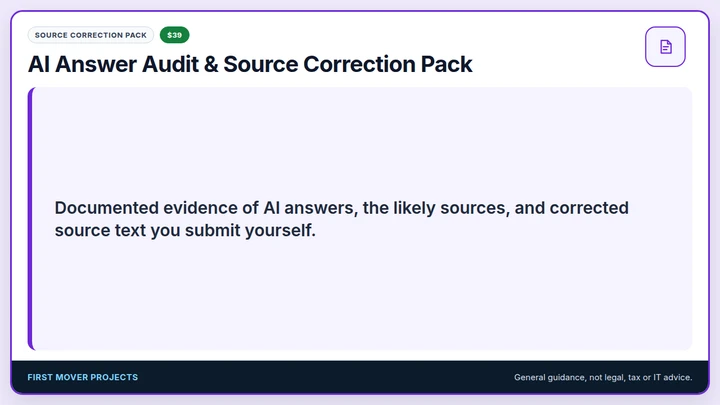 SOURCE CORRECTION PACK
$39
AI Answer Audit & Source Correction Pack
Documented evidence of AI answers, the likely sources, and corrected
source text you submit yourself.
FIRST MOVER PROJECTS
General guidance, not legal, tax or IT advice.